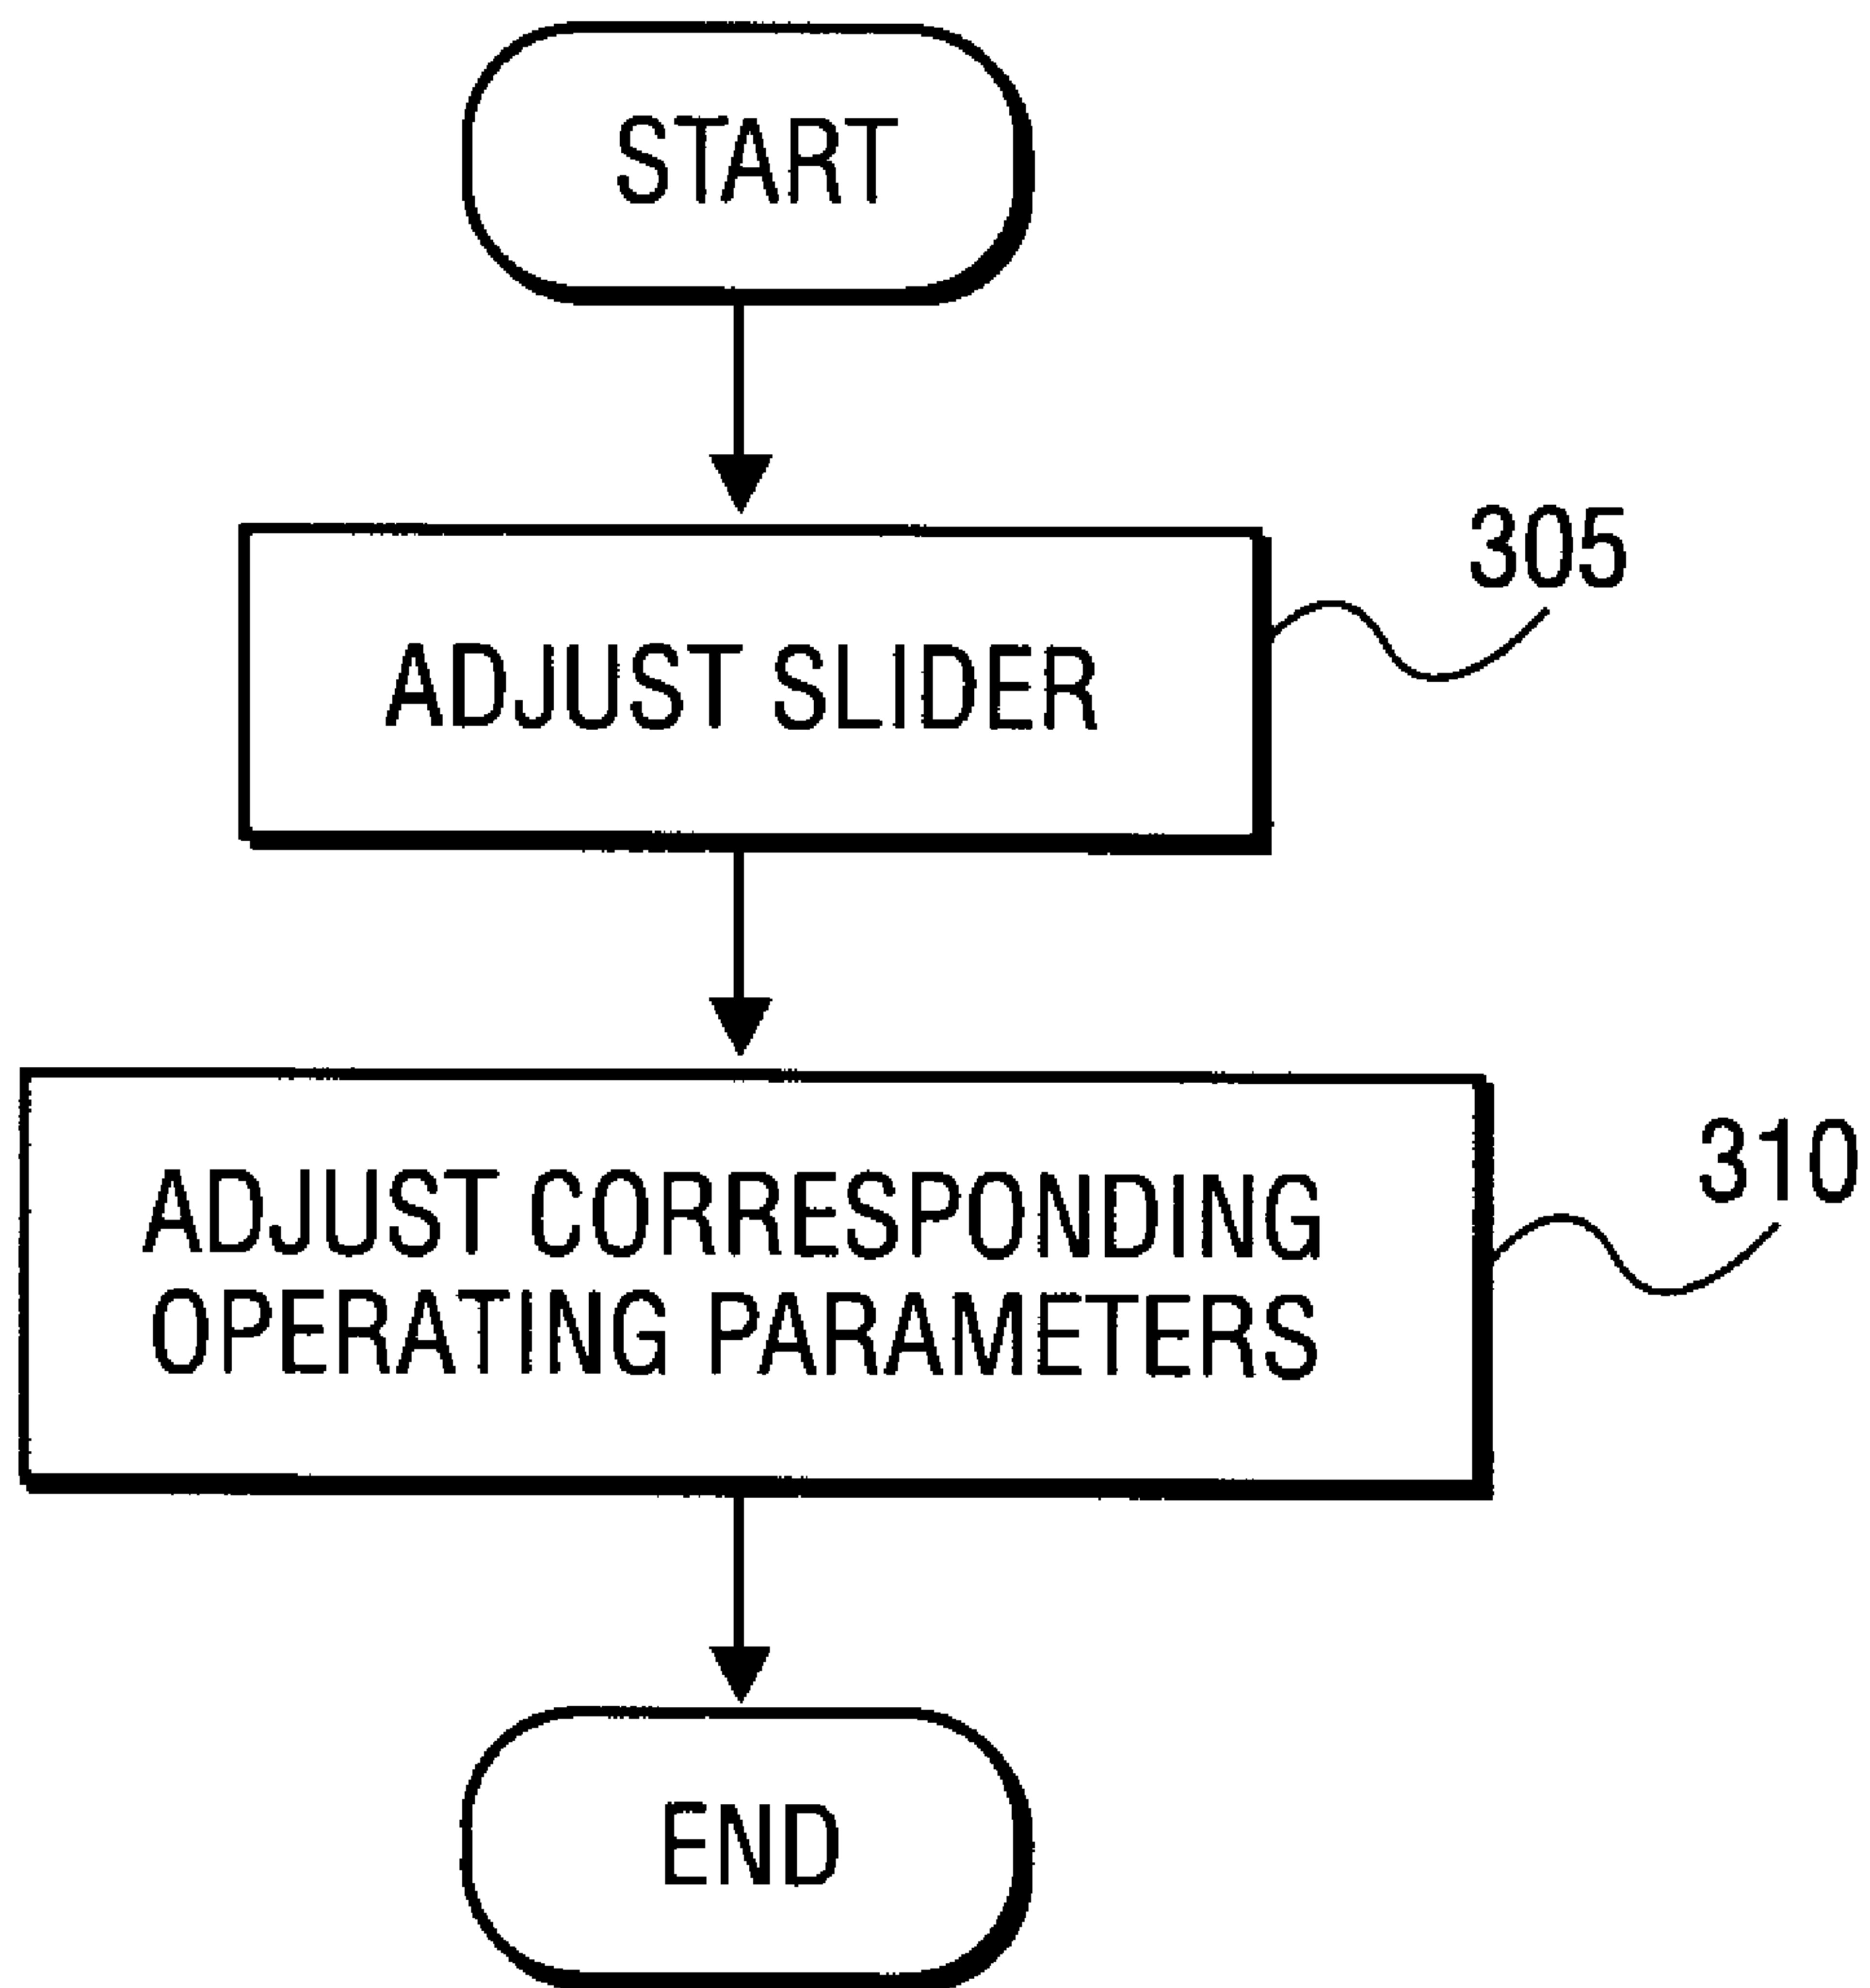 START
305
ADJUST SLIDER
310
ADJUST CORRESPONDING
OPERATING PARAMETERS
END